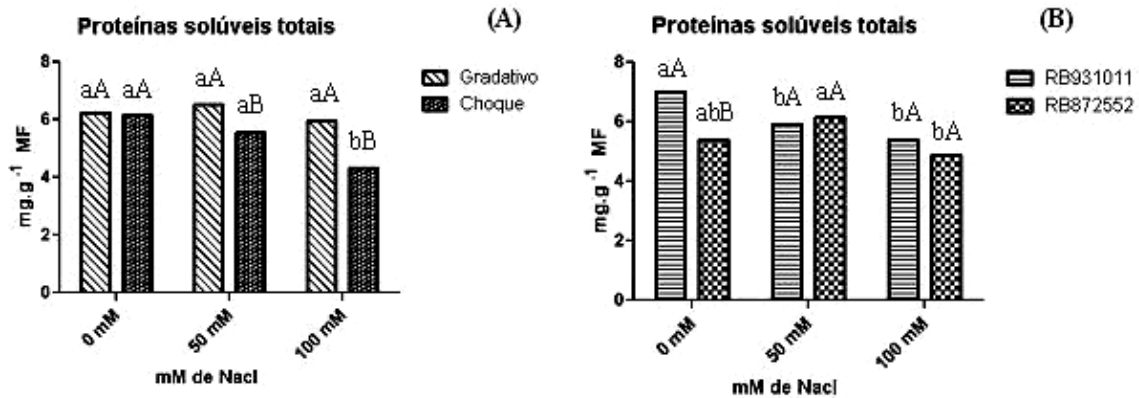 Proteínas solúveis totais
(A)
8
6
4
2
0
mg.g⁻¹ MF
aA
aA
aA
aB
aA
bB
0 mM
50 mM
100 mM
mM de Nacl
Gradativo
Choque
Proteínas solúveis totais
(B)
8
6
4
2
0
mg.g⁻¹ MF
aA
abB
bA
aA
bA
bA
0 mM
50 mM
100 mM
mM de Nacl
RB931011
RB872552